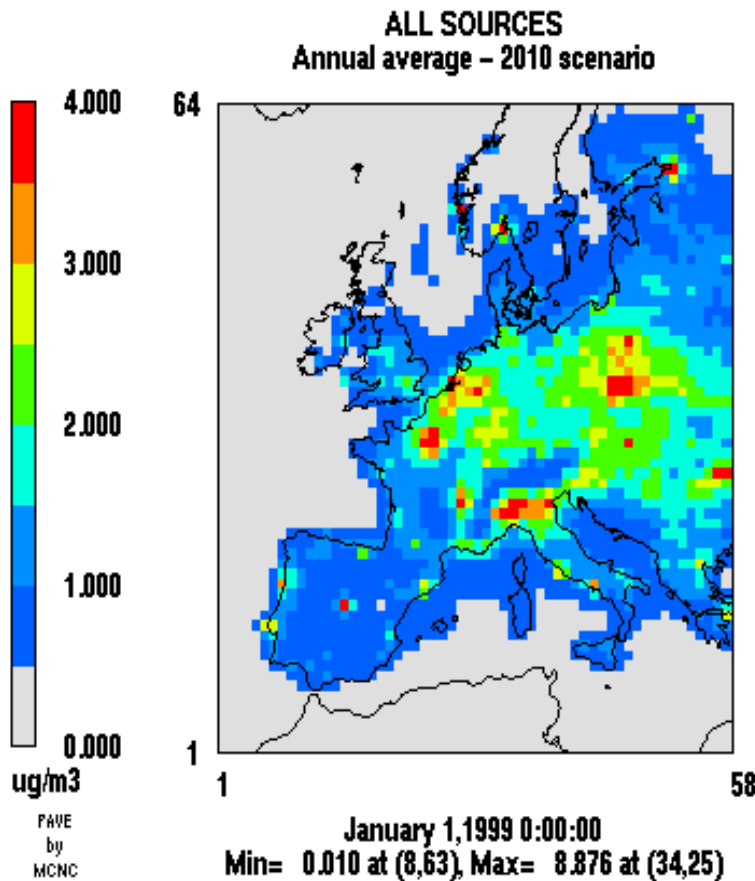 ALL SOURCES
Annual average – 2010 scenario
4.000
3.000
2.000
1.000
0.000
ug/m3
PAVE
by
MCNC
64
1
1
58
January 1,1999 0:00:00
Min= 0.010 at (8,63), Max= 8.876 at (34,25)